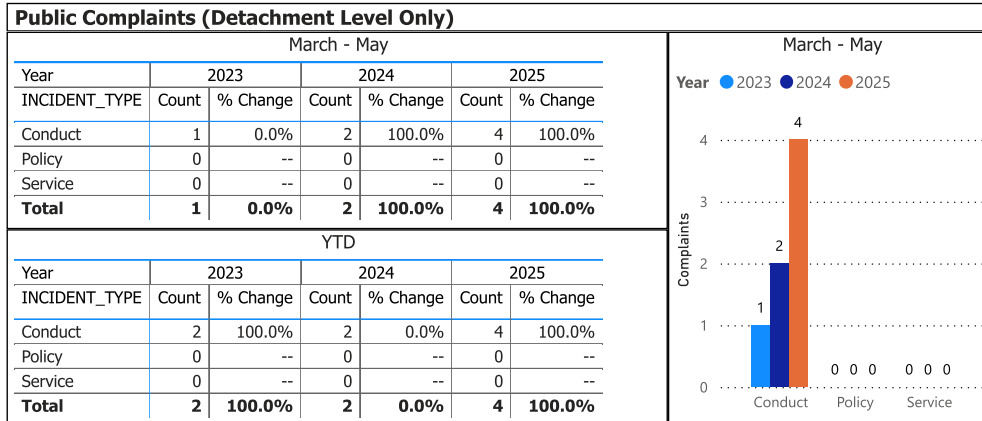 Public Complaints (Detachment Level Only)
March - May
Year 2023 2024 2025
INCIDENT_TYPE Count % Change Count % Change Count % Change
Conduct 1 0.0% 2 100.0% 4 100.0%
Policy 0 -- 0 -- 0 --
Service 0 -- 0 -- 0 --
Total 1 0.0% 2 100.0% 4 100.0%
YTD
Year 2023 2024 2025
INCIDENT_TYPE Count % Change Count % Change Count % Change
Conduct 2 100.0% 2 0.0% 4 100.0%
Policy 0 -- 0 -- 0 --
Service 0 -- 0 -- 0 --
Total 2 100.0% 2 0.0% 4 100.0%
March - May
Year 2023 2024 2025
Complaints
4
3
2
1
0
1
2
4
0 0 0
0 0 0
Conduct Policy Service